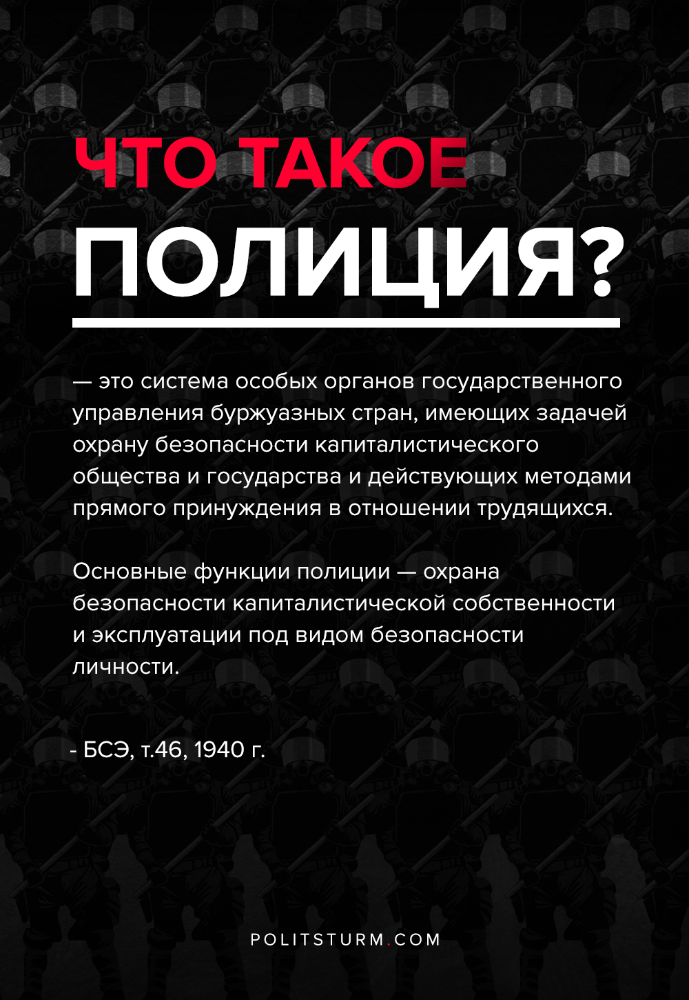 ЧТО ТАКОЕ
ПОЛИЦИЯ?
— это система особых органов государственного
управления буржуазных стран, имеющих задачей
охрану безопасности капиталистического
общества и государства и действующих методами
прямого принуждения в отношении трудящихся.
Основные функции полиции — охрана
безопасности капиталистической собственности
и эксплуатации под видом безопасности
личности.
- БСЭ, т.46, 1940 г.
POLITSTURM.COM